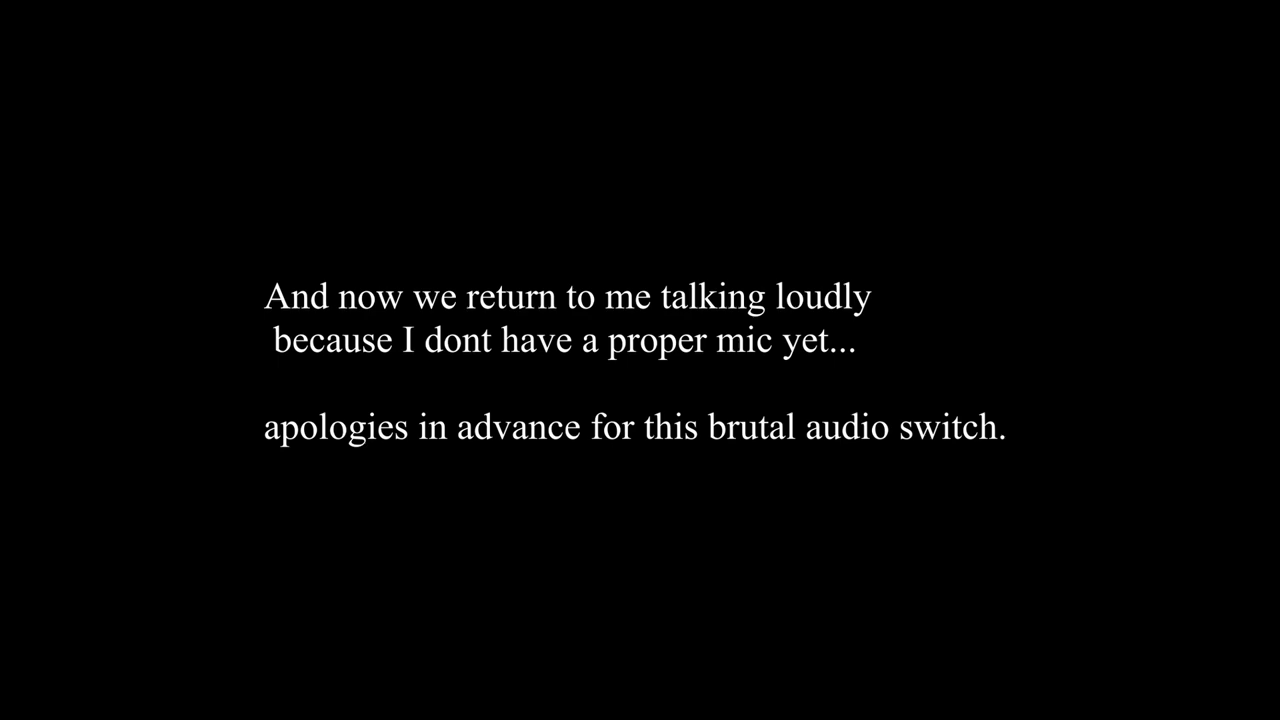 And now we return to me talking loudly
because I dont have a proper mic yet...
apologies in advance for this brutal audio switch.